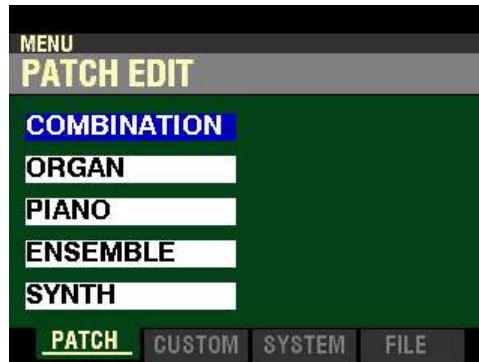 MENU
PATCH EDIT
COMBINATION
ORGAN
PIANO
ENSEMBLE
SYNTH
PATCH CUSTOM SYSTEM FILE